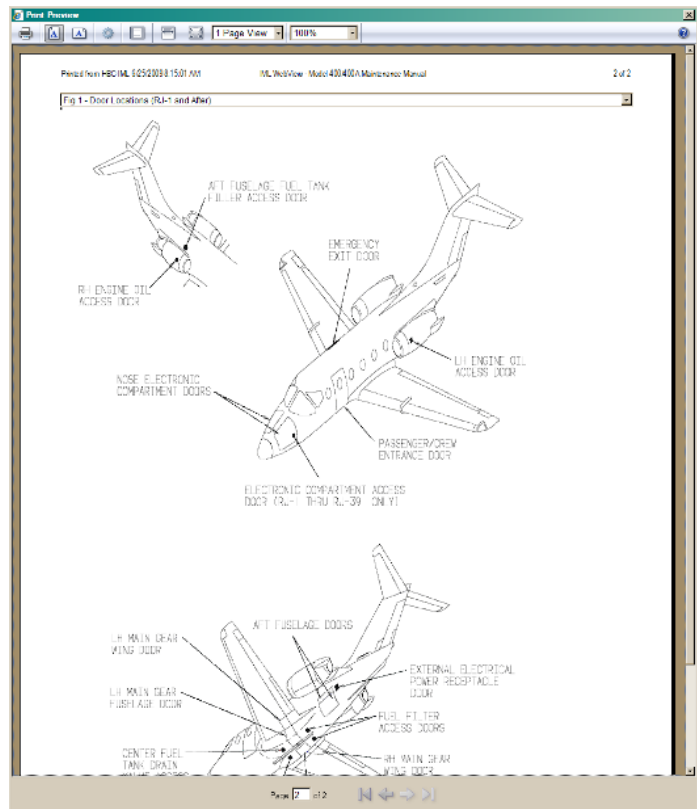 Print Preview
1 Page View
100%
Printed from HBC IML 9/25/2008 8:15:01 AM IML WebView - Model 400/400A Maintenance Manual 2 of 2
Fig 1 - Door Locations (RJ-1 and After)
AFT FUSELAGE FUEL TANK
FILLER ACCESS DOOR
EMERGENCY
EXIT DOOR
RH ENGINE OIL
ACCESS DOOR
LH ENGINE OIL
ACCESS DOOR
NOSE ELECTRONIC
COMPARTMENT DOORS
PASSENGER/CREW
ENTRANCE DOOR
ELECTRONIC COMPARTMENT ACCESS
DOOR (RJ-1 THRU RJ-39 ONLY)
AFT FUSELAGE DOORS
LH MAIN GEAR
WING DOOR
EXTERNAL ELECTRICAL
POWER RECEPTACLE
DOOR
LH MAIN GEAR
FUSELAGE DOOR
FUEL FILTER
ACCESS DOORS
CENTER FUEL
TANK DRAIN
RH MAIN GEAR
WING DOOR
Page 2 of 2